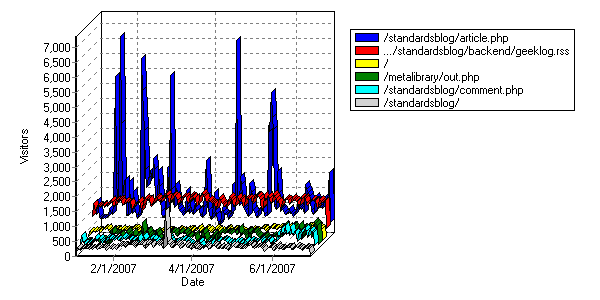 7,000
6,500
6,000
5,500
5,000
4,500
4,000
3,500
3,000
2,500
2,000
1,500
1,000
500
0
Visitors
2/1/2007 4/1/2007 6/1/2007
Date
/standardsblog/article.php
.../standardsblog/backend/geeklog.rss
/
/metalibrary/out.php
/standardsblog/comment.php
/standardsblog/